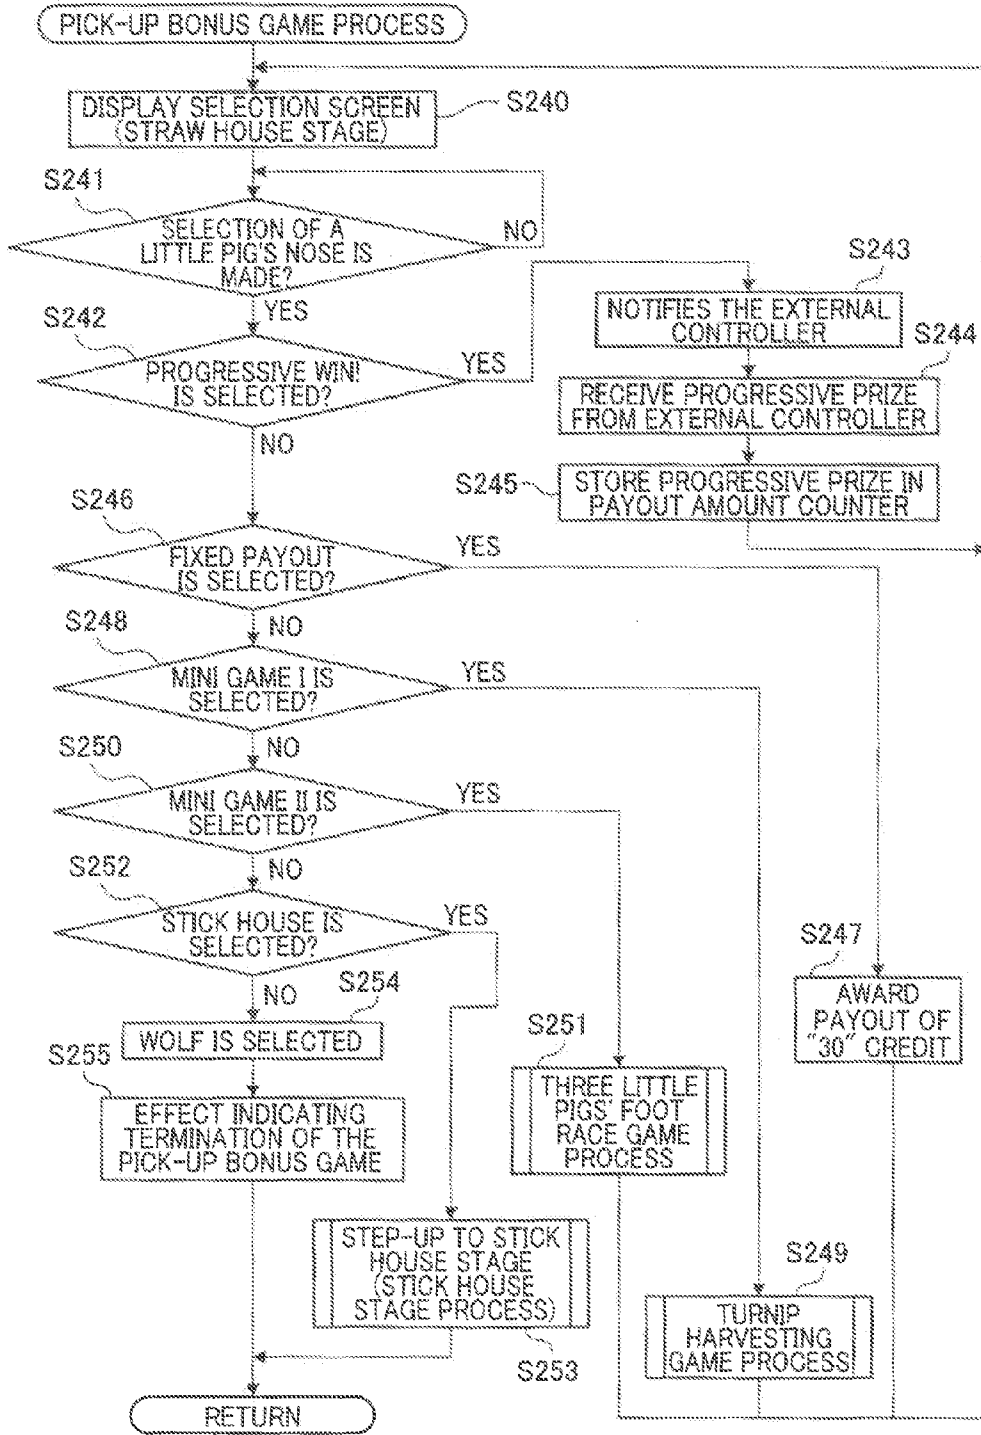 PICK-UP BONUS GAME PROCESS
DISPLAY SELECTION SCREEN
(STRAW HOUSE STAGE)
S240
S241
SELECTION OF A
LITTLE PIG'S NOSE IS
MADE?
NO
YES
S242
PROGRESSIVE WIN!
IS SELECTED?
YES
NO
S243
NOTIFIES THE EXTERNAL
CONTROLLER
S244
RECEIVE PROGRESSIVE PRIZE
FROM EXTERNAL CONTROLLER
S245
STORE PROGRESSIVE PRIZE IN
PAYOUT AMOUNT COUNTER
S246
FIXED PAYOUT
IS SELECTED?
YES
NO
S248
MINI GAME I IS
SELECTED?
YES
NO
S250
MINI GAME II IS
SELECTED?
YES
NO
S252
STICK HOUSE IS
SELECTED?
YES
NO
S247
AWARD
PAYOUT OF
"30" CREDIT
S254
WOLF IS SELECTED
S251
THREE LITTLE
PIGS' FOOT
RACE GAME
PROCESS
S255
EFFECT INDICATING
TERMINATION OF THE
PICK-UP BONUS GAME
STEP-UP TO STICK
HOUSE STAGE
(STICK HOUSE
STAGE PROCESS)
S253
S249
TURNIP
HARVESTING
GAME PROCESS
RETURN